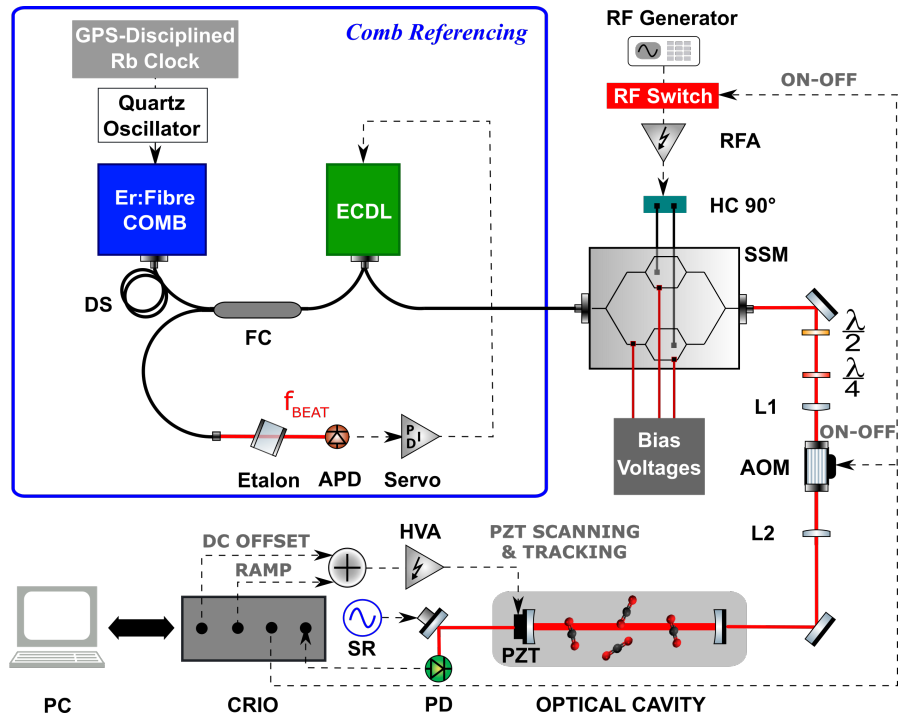 Comb Referencing
GPS-Disciplined
Rb Clock
Quartz
Oscillator
Er:Fibre
COMB
ECDL
DS
FC
fBEAT
P
I
D
Etalon
APD
Servo
RF Generator
RF Switch
ON-OFF
RFA
HC 90°
SSM
λ/2
λ/4
L1
Bias
Voltages
ON-OFF
AOM
L2
DC OFFSET
RAMP
HVA
PZT SCANNING
& TRACKING
SR
PZT
PC
CRIO
PD
OPTICAL CAVITY